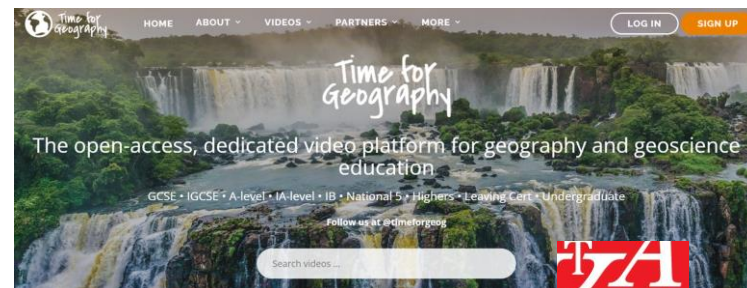 Time for Geography
HOME ABOUT VIDEOS PARTNERS MORE LOG IN SIGN UP
Time for
Geography
The open-access, dedicated video platform for geography and geoscience
education
GCSE • IGCSE • A-level • IA-level • IB • National 5 • Highers • Leaving Cert • Undergraduate
Follow us at @timeforgeog
Search videos ...